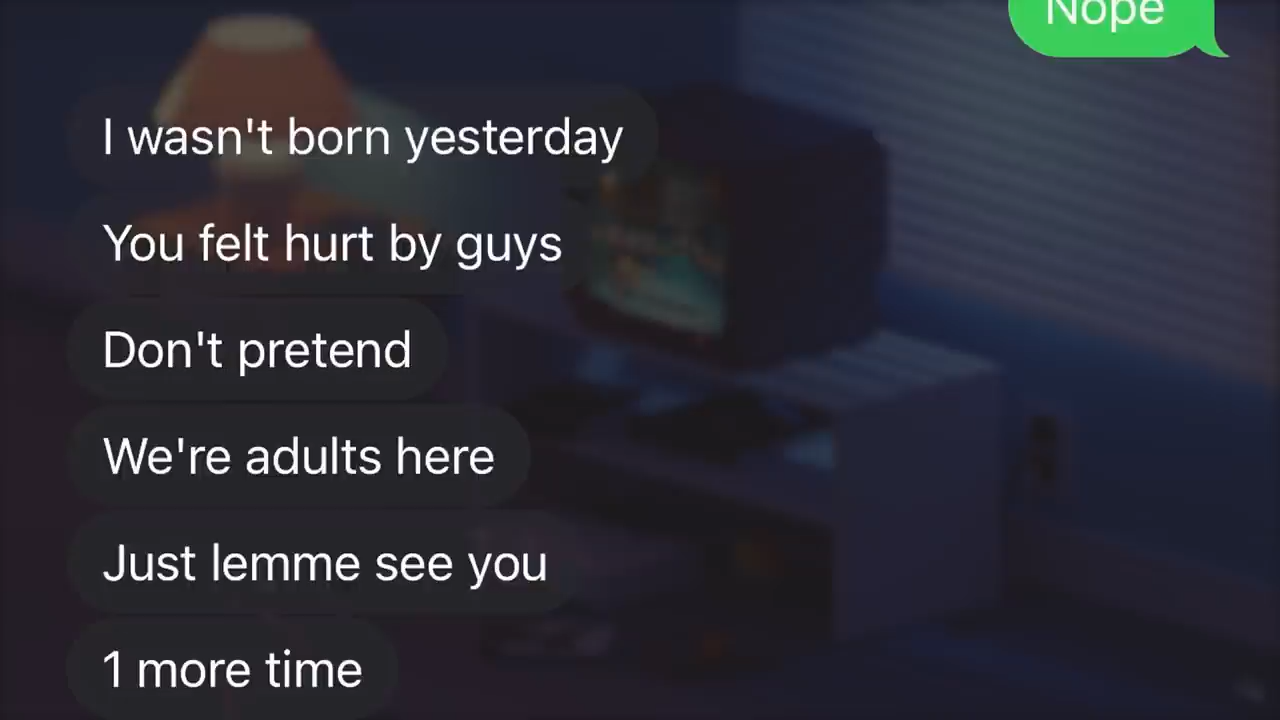 Nope
I wasn't born yesterday
You felt hurt by guys
Don't pretend
We're adults here
Just lemme see you
1 more time